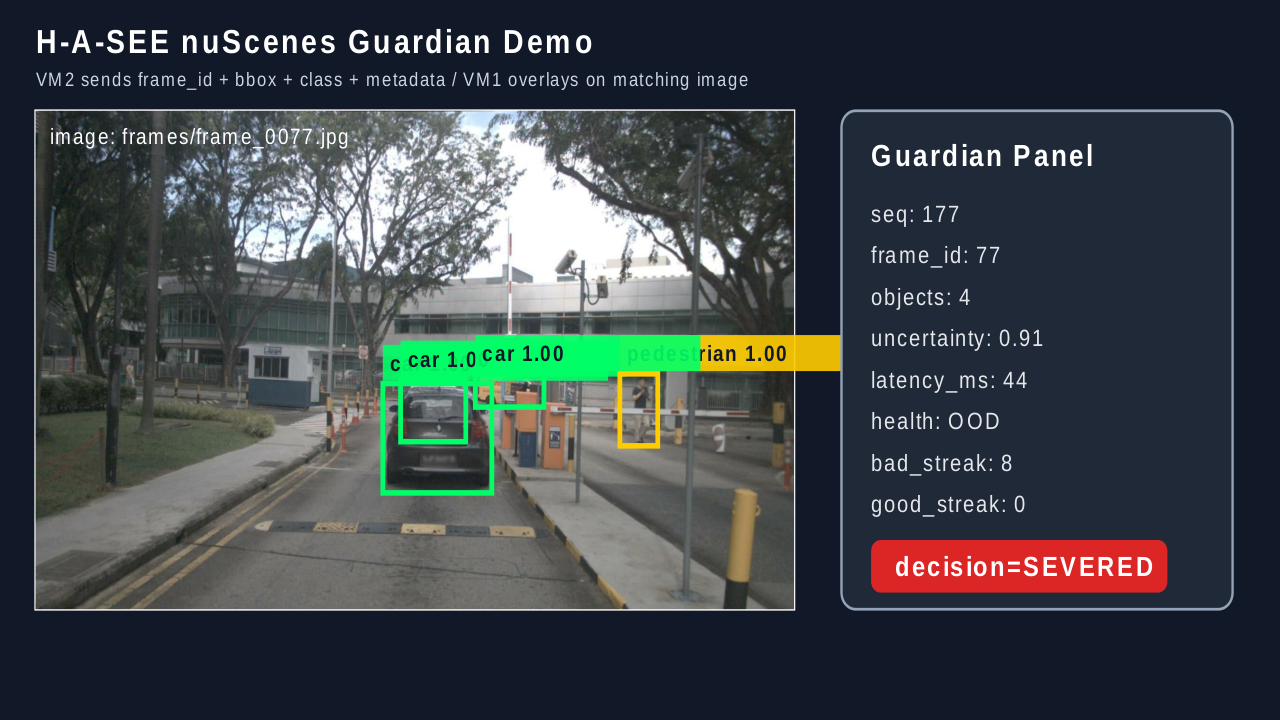 H-A-SEE nuScenes Guardian Demo
VM2 sends frame_id + bbox + class + metadata / VM1 overlays on matching image
image: frames/frame_0077.jpg
c
car 1.0
car 1.00
pedestrian 1.00
Guardian Panel
seq: 177
frame_id: 77
objects: 4
uncertainty: 0.91
latency_ms: 44
health: OOD
bad_streak: 8
good_streak: 0
decision=SEVERED